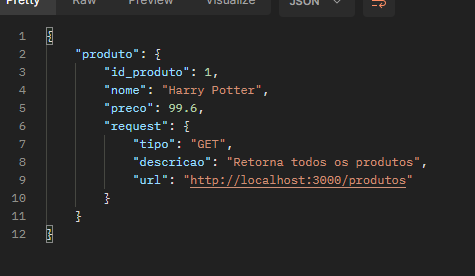 Pretty Raw Preview Visualize JSON
1 {
2 "produto": {
3 "id_produto": 1,
4 "nome": "Harry Potter",
5 "preco": 99.6,
6 "request": {
7 "tipo": "GET",
8 "descricao": "Retorna todos os produtos",
9 "url": "http://localhost:3000/produtos"
10 }
11 }
12 }